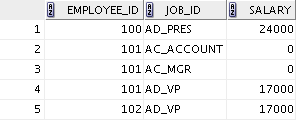 EMPLOYEE_ID JOB_ID SALARY
1 100 AD_PRES 24000
2 101 AC_ACCOUNT 0
3 101 AC_MGR 0
4 101 AD_VP 17000
5 102 AD_VP 17000